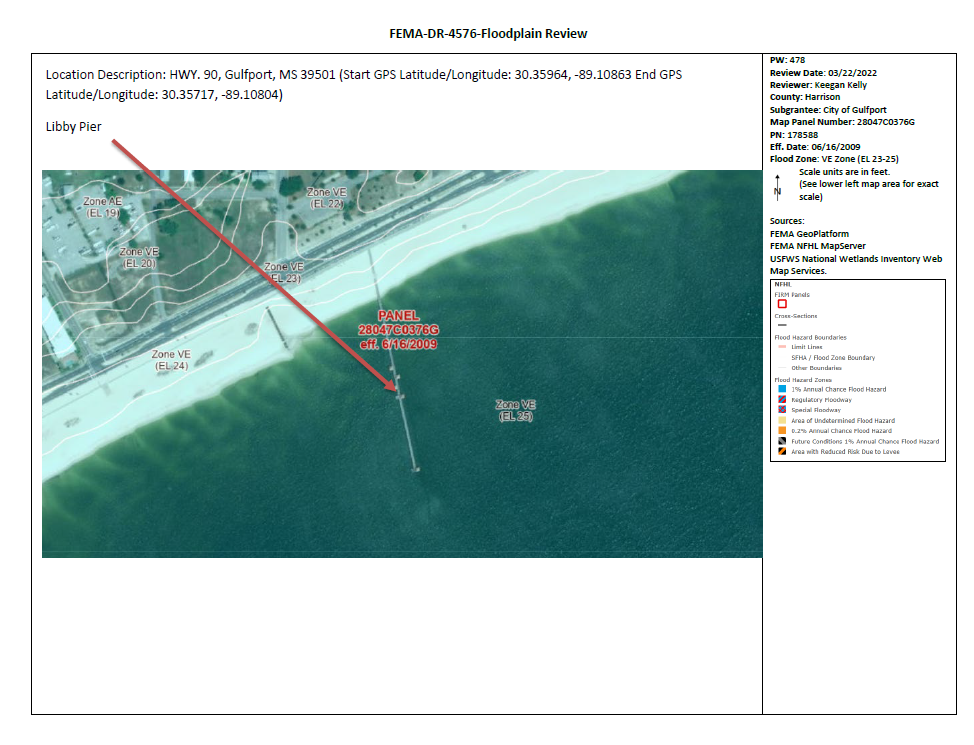 FEMA-DR-4576-Floodplain Review
Location Description: HWY. 90, Gulfport, MS 39501 (Start GPS Latitude/Longitude: 30.35964, -89.10863 End GPS
Latitude/Longitude: 30.35717, -89.10804)
Libby Pier
Zone AE
(EL 19)
Zone VE
(EL 22)
Zone VE
(EL 20)
Zone VE
(EL 23)
PANEL
28047C0376G
eff. 6/16/2009
Zone VE
(EL 24)
Zone VE
(EL 25)
PW: 478
Review Date: 03/22/2022
Reviewer: Keegan Kelly
County: Harrison
Subgrantee: City of Gulfport
Map Panel Number: 28047C0376G
PN: 178588
Eff. Date: 06/16/2009
Flood Zone: VE Zone (EL 23-25)
N
Scale units are in feet.
(See lower left map area for exact
scale)
Sources:
FEMA GeoPlatform
FEMA NFHL MapServer
USFWS National Wetlands Inventory Web
Map Services.
NFHL
FIRM Panels
Cross-Sections
Flood Hazard Boundaries
Limit Lines
SFHA / Flood Zone Boundary
Other Boundaries
Flood Hazard Zones
1% Annual Chance Flood Hazard
Regulatory Floodway
Special Floodway
Area of Undetermined Flood Hazard
0.2% Annual Chance Flood Hazard
Future Conditions 1% Annual Chance Flood Hazard
Area with Reduced Risk Due to Levee